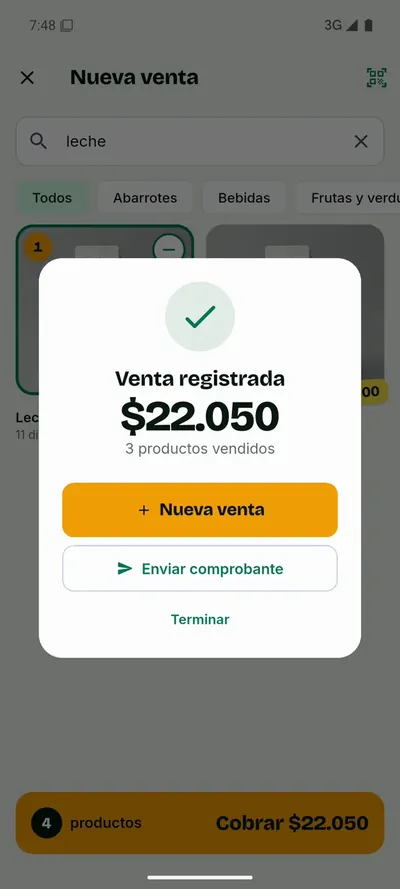 7:48
3G
Nueva venta
leche
Todos
Abarrotes
Bebidas
Frutas y verdu
1
00
Lec
11 di
Venta registrada
$22.050
3 productos vendidos
+ Nueva venta
Enviar comprobante
Terminar
4 productos
Cobrar $22.050